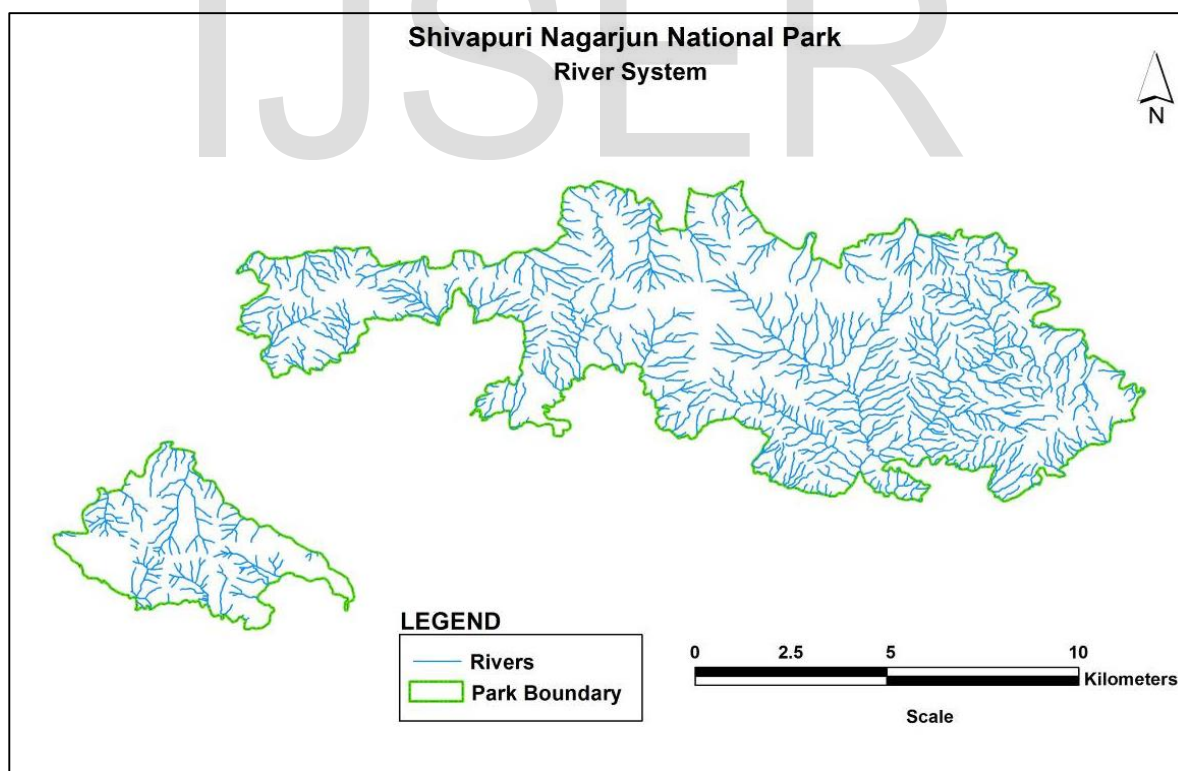 IJSER
Shivapuri Nagarjun National Park
River System
N
LEGEND
Rivers
Park Boundary
0 2.5 5 10
Kilometers
Scale